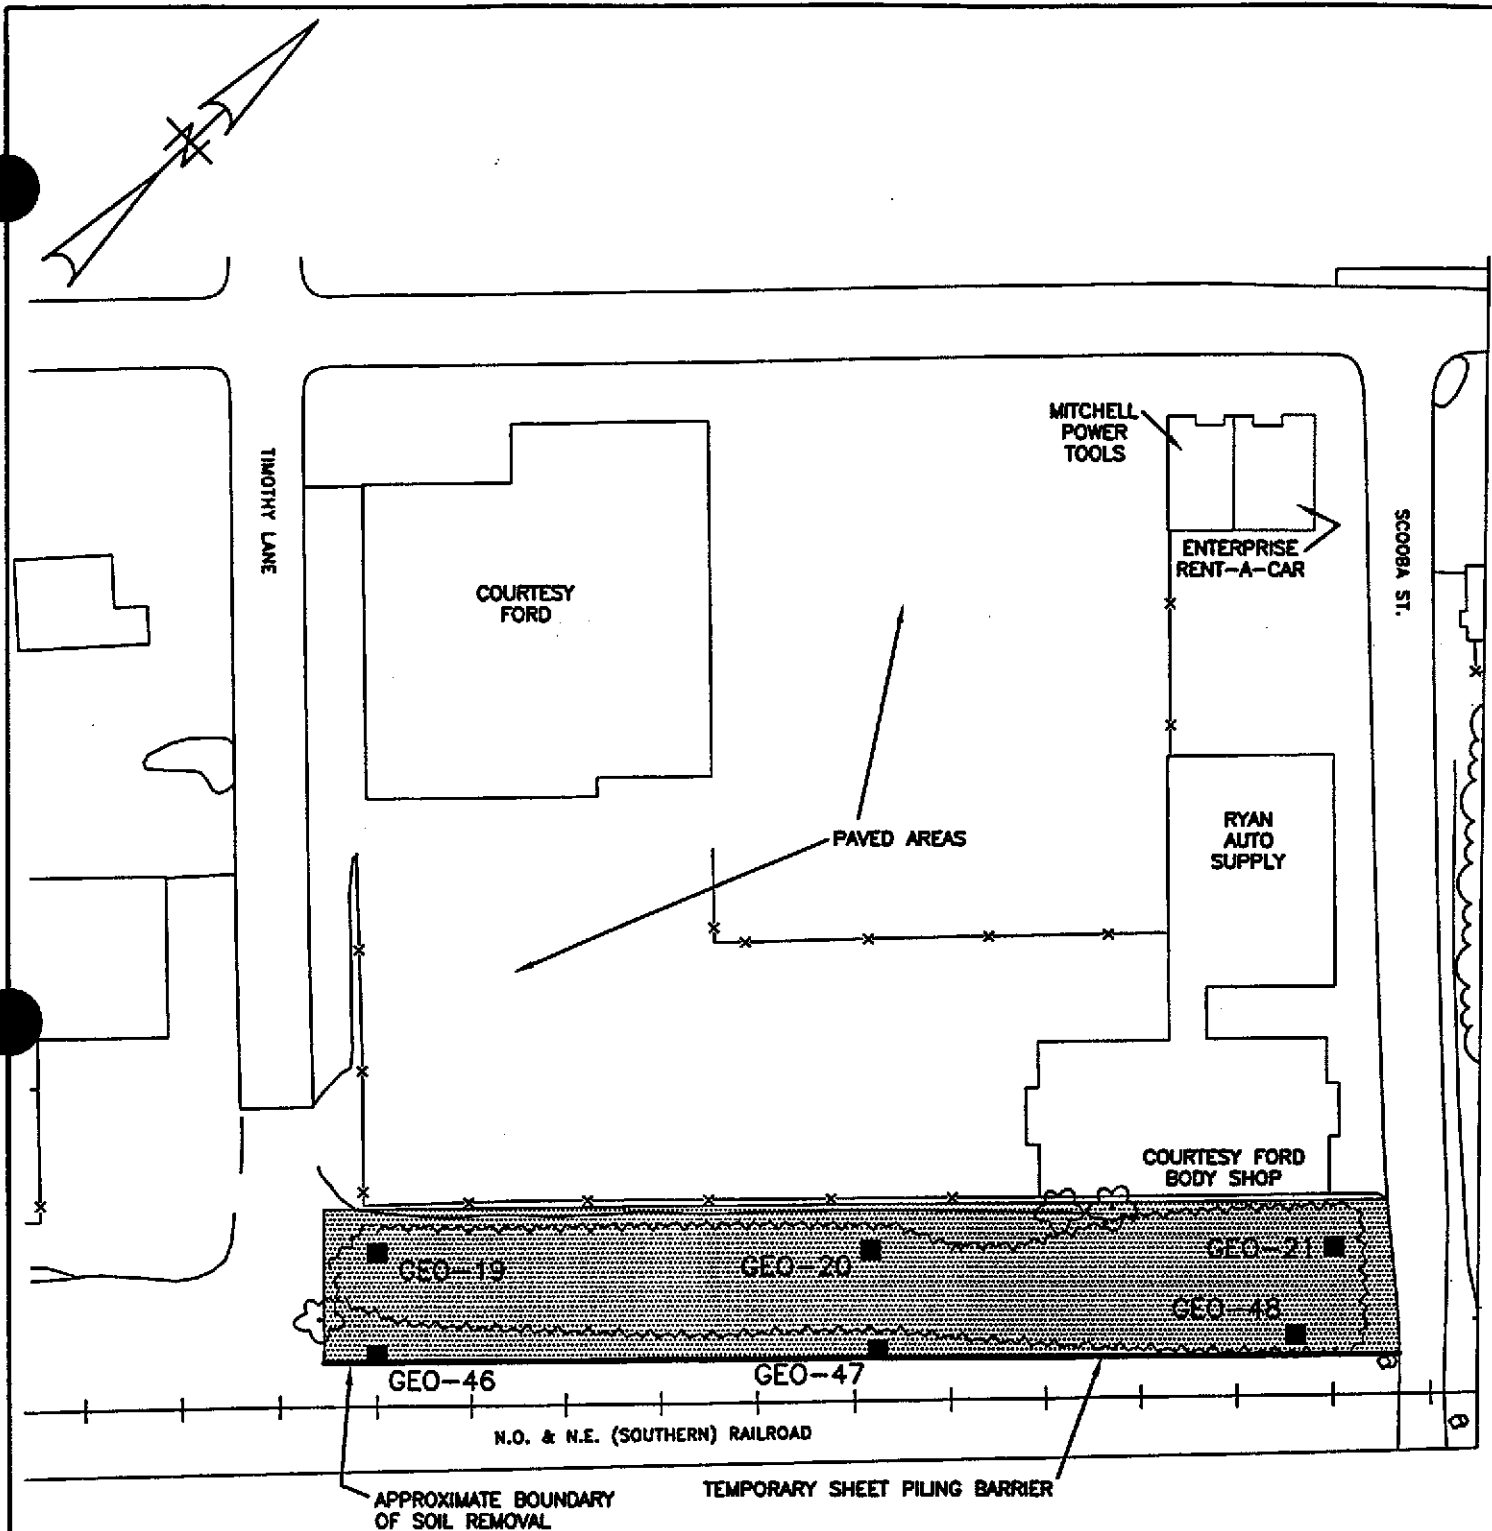 N
MITCHELL
POWER
TOOLS
TIMOTHY LANE
SCOOBA ST.
ENTERPRISE
RENT-A-CAR
COURTESY
FORD
PAVED AREAS
RYAN
AUTO
SUPPLY
COURTESY FORD
BODY SHOP
GEO-19
GEO-20
GEO-21
GEO-48
GEO-46
GEO-47
N.O. & N.E. (SOUTHERN) RAILROAD
TEMPORARY SHEET PILING BARRIER
APPROXIMATE BOUNDARY
OF SOIL REMOVAL